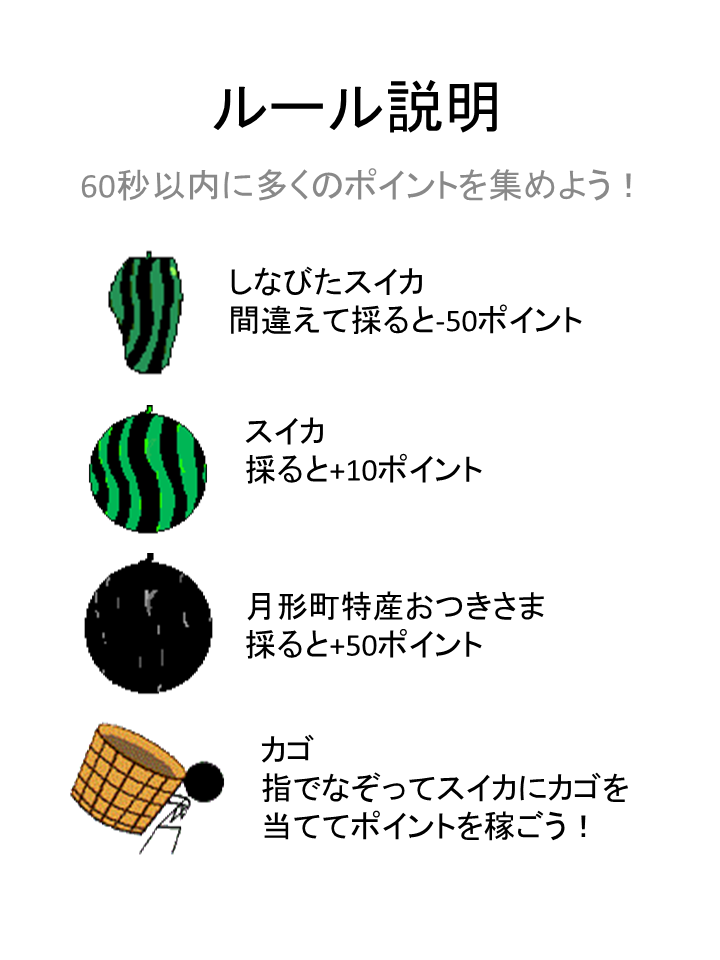 ルール説明
60秒以内に多くのポイントを集めよう！
しなびたスイカ
間違えて採ると-50ポイント
スイカ
採ると+10ポイント
月形町特産おつきさま
採ると+50ポイント
カゴ
指でなぞってスイカにカゴを
当ててポイントを稼ごう！